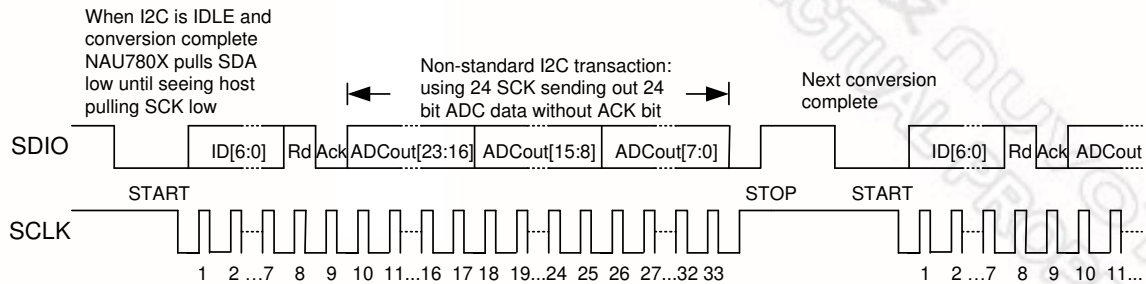 When I2C is IDLE and
conversion complete
NAU780X pulls SDA
low until seeing host
pulling SCK low
Non-standard I2C transaction:
using 24 SCK sending out 24
bit ADC data without ACK bit
Next conversion
complete
SDIO
ID[6:0] Rd Ack ADCout[23:16] ADCout[15:8] ADCout[7:0] ID[6:0] Rd Ack ADCout
START STOP START
SCLK
1 2 ...7 8 9 10 11...16 17 18 19...24 25 26 27...32 33 1 2 ...7 8 9 10 11...